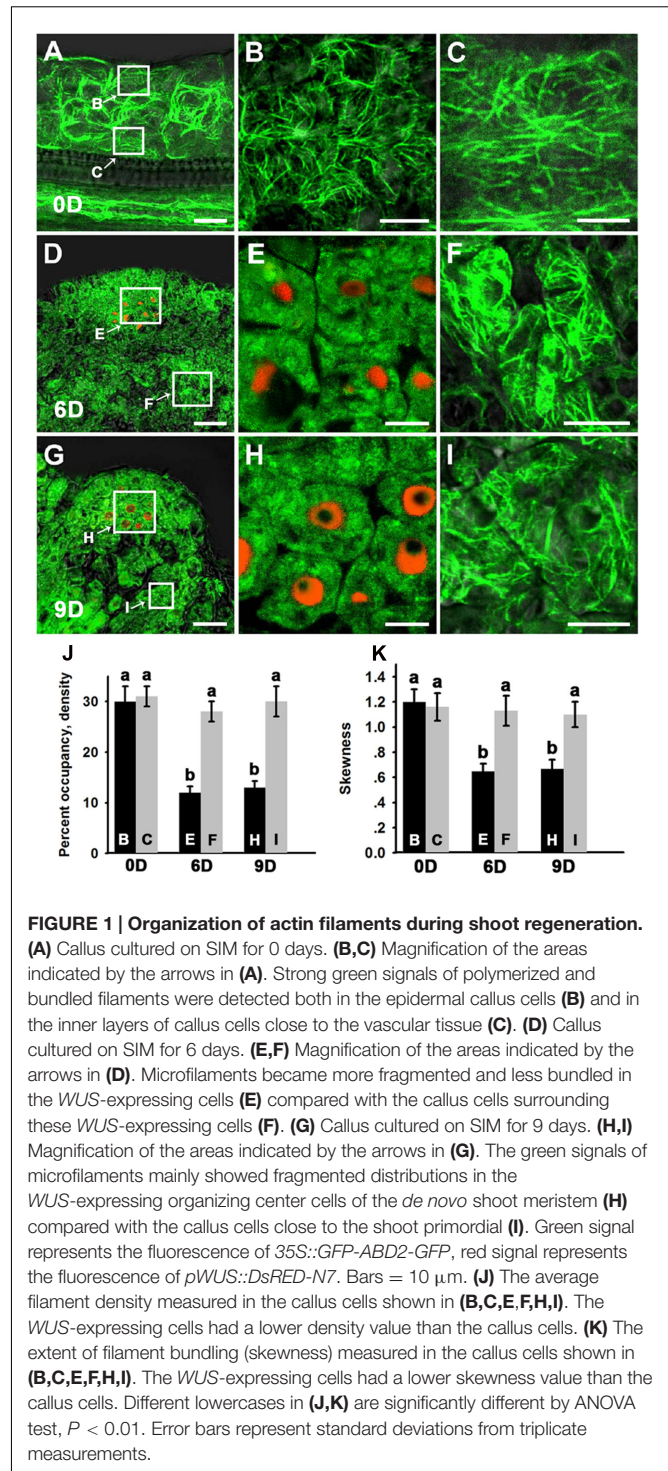 A
B
C
B
C
0D
D
E
F
E
F
6D
G
H
I
H
I
9D
J
K
Percent occupancy, density
30
20
10
0
a
a
b
a
b
a
B
C
E
F
H
I
0D
6D
9D
Skewness
1.4
1.2
1.0
.8
.6
.4
.2
0.0
a
a
b
a
b
a
B
C
E
F
H
I
0D
6D
9D
FIGURE 1 | Organization of actin filaments during shoot regeneration.
(A) Callus cultured on SIM for 0 days. (B,C) Magnification of the areas
indicated by the arrows in (A). Strong green signals of polymerized and
bundled filaments were detected both in the epidermal callus cells (B) and in
the inner layers of callus cells close to the vascular tissue (C). (D) Callus
cultured on SIM for 6 days. (E,F) Magnification of the areas indicated by the
arrows in (D). Microfilaments became more fragmented and less bundled in
the WUS-expressing cells (E) compared with the callus cells surrounding
these WUS-expressing cells (F). (G) Callus cultured on SIM for 9 days. (H,I)
Magnification of the areas indicated by the arrows in (G). The green signals of
microfilaments mainly showed fragmented distributions in the
WUS-expressing organizing center cells of the de novo shoot meristem (H)
compared with the callus cells close to the shoot primordial (I). Green signal
represents the fluorescence of 35S::GFP-ABD2-GFP, red signal represents
the fluorescence of pWUS::DsRED-N7. Bars = 10 μm. (J) The average
filament density measured in the callus cells shown in (B,C,E,F,H,I). The
WUS-expressing cells had a lower density value than the callus cells. (K) The
extent of filament bundling (skewness) measured in the callus cells shown in
(B,C,E,F,H,I). The WUS-expressing cells had a lower skewness value than the
callus cells. Different lowercases in (J,K) are significantly different by ANOVA
test, P < 0.01. Error bars represent standard deviations from triplicate
measurements.